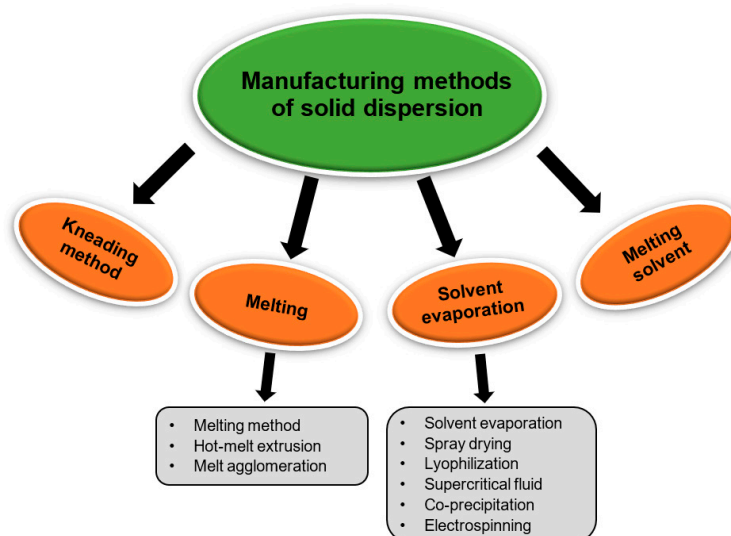 Manufacturing methods
of solid dispersion
Kneading
method
Melting
Solvent
evaporation
Melting
solvent
• Melting method
• Hot-melt extrusion
• Melt agglomeration
• Solvent evaporation
• Spray drying
• Lyophilization
• Supercritical fluid
• Co-precipitation
• Electrospinning